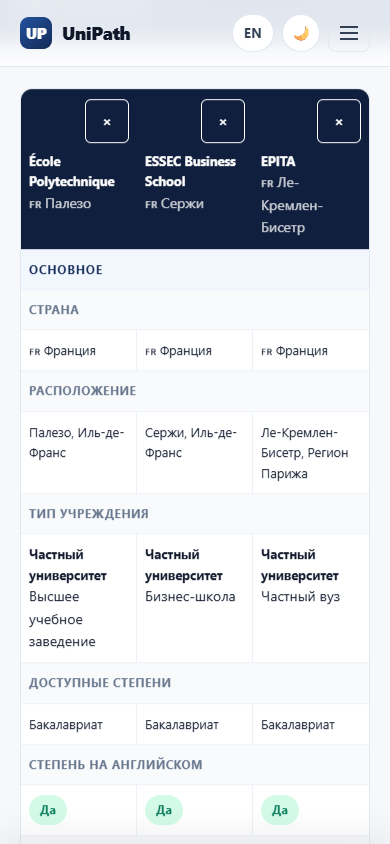 UP UniPath EN
× × ×
École Polytechnique
FR Палезо
ESSEC Business School
FR Сержи
EPITA
FR Ле-Кремлен-Бисетр
ОСНОВНОЕ
СТРАНА
FR Франция FR Франция FR Франция
РАСПОЛОЖЕНИЕ
Палезо, Иль-де-Франс
Сержи, Иль-де-Франс
Ле-Кремлен-Бисетр, Регион Парижа
ТИП УЧРЕЖДЕНИЯ
Частный университет
Высшее учебное заведение
Частный университет
Бизнес-школа
Частный университет
Частный вуз
ДОСТУПНЫЕ СТЕПЕНИ
Бакалавриат Бакалавриат Бакалавриат
СТЕПЕНЬ НА АНГЛИЙСКОМ
Да Да Да